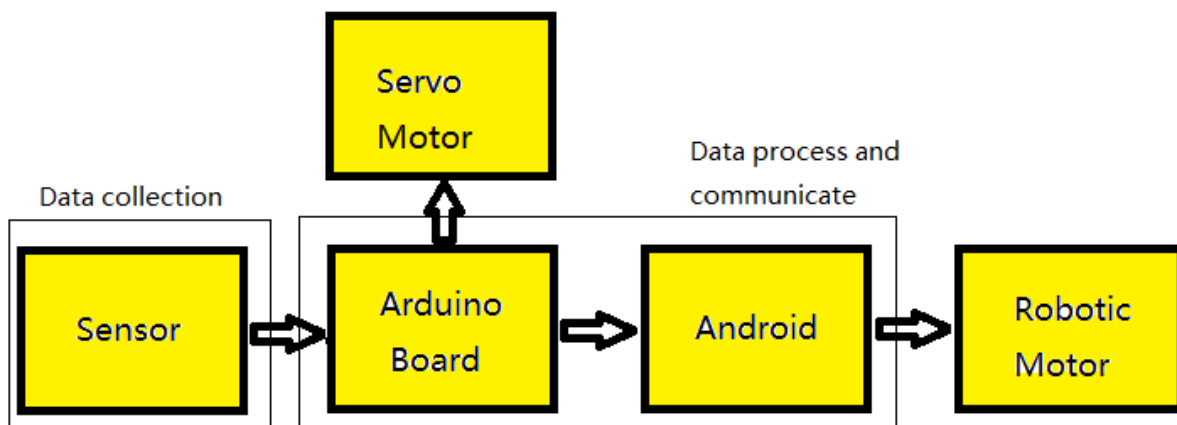 Servo
Motor
Data process and
communicate
Data collection
Sensor
Arduino
Board
Android
Robotic
Motor